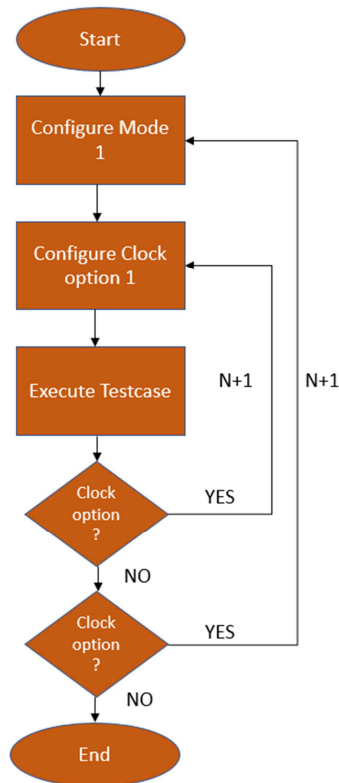 Start
Configure Mode
1
Configure Clock
option 1
Execute Testcase
N+1
N+1
Clock
option
?
YES
NO
Clock
option
?
YES
NO
End